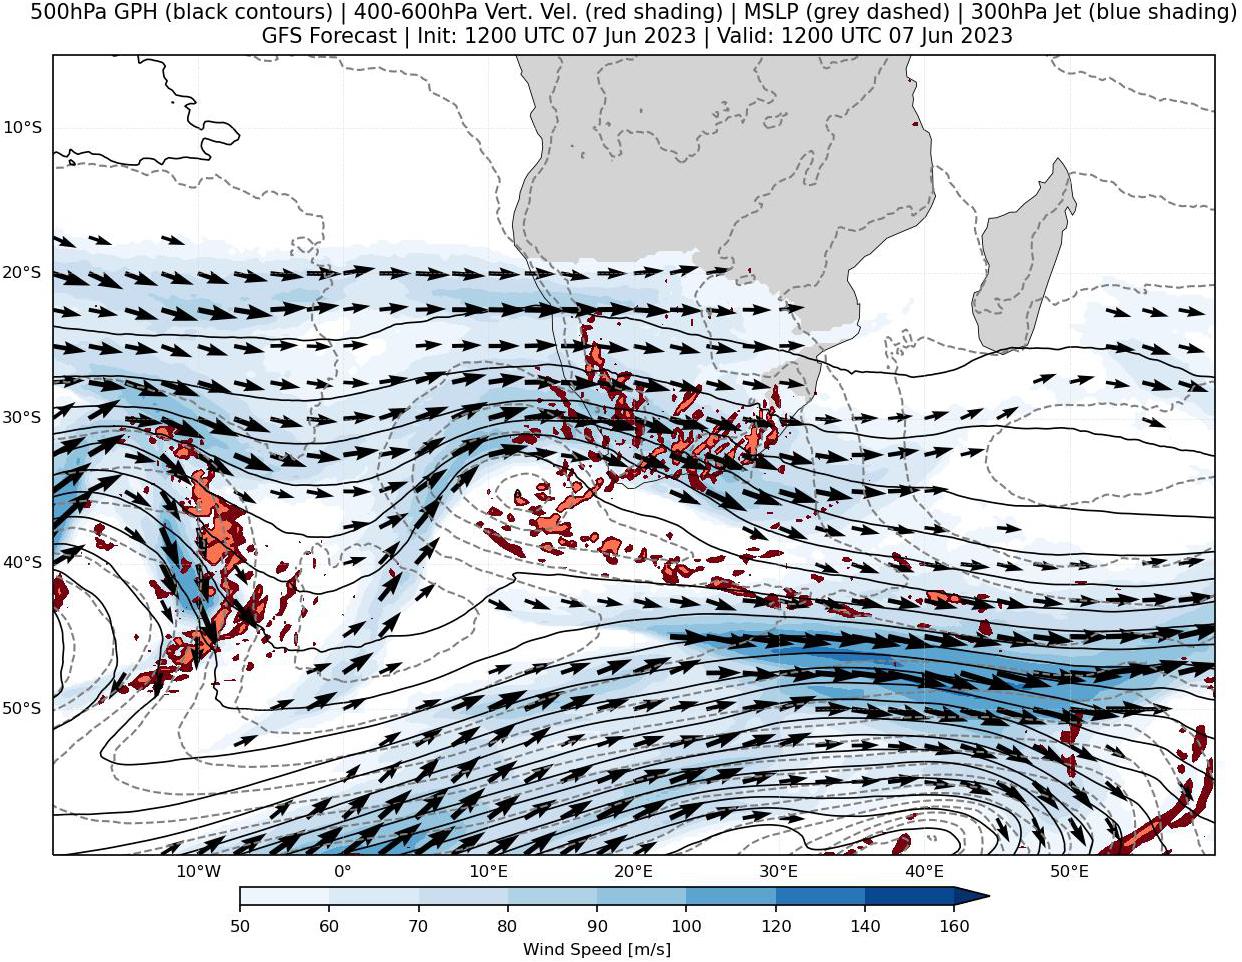 500hPa GPH (black contours) | 400-600hPa Vert. Vel. (red shading) | MSLP (grey dashed) | 300hPa Jet (blue shading)
GFS Forecast | Init: 1200 UTC 07 Jun 2023 | Valid: 1200 UTC 07 Jun 2023
10°S
20°S
30°S
40°S
50°S
10°W 0° 10°E 20°E 30°E 40°E 50°E
50 60 70 80 90 100 120 140 160
Wind Speed [m/s]